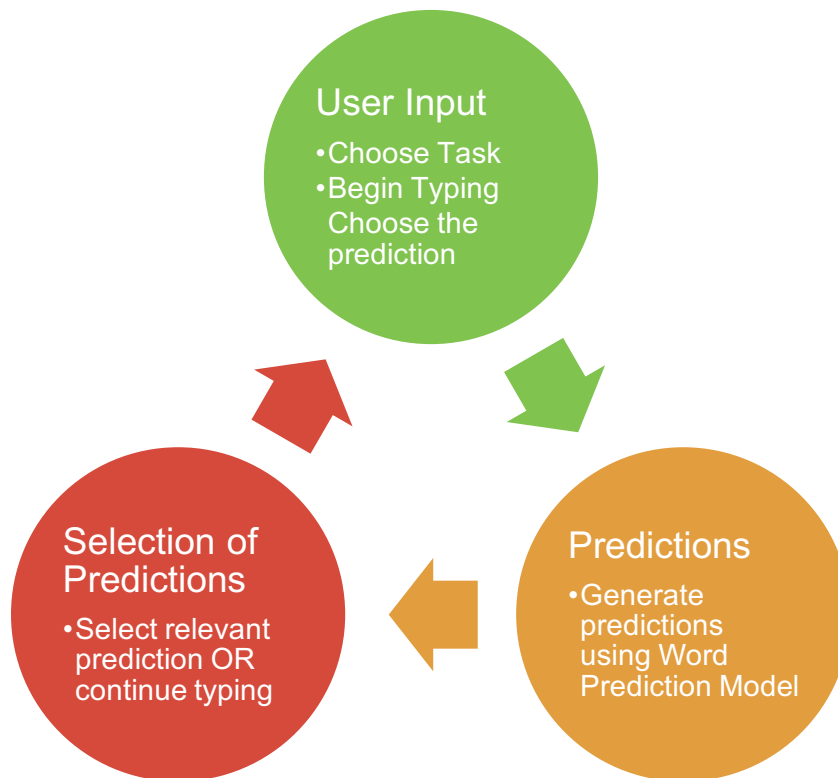 User Input
•Choose Task
•Begin Typing
Choose the
prediction
Predictions
•Generate
predictions
using Word
Prediction Model
Selection of
Predictions
•Select relevant
prediction OR
continue typing